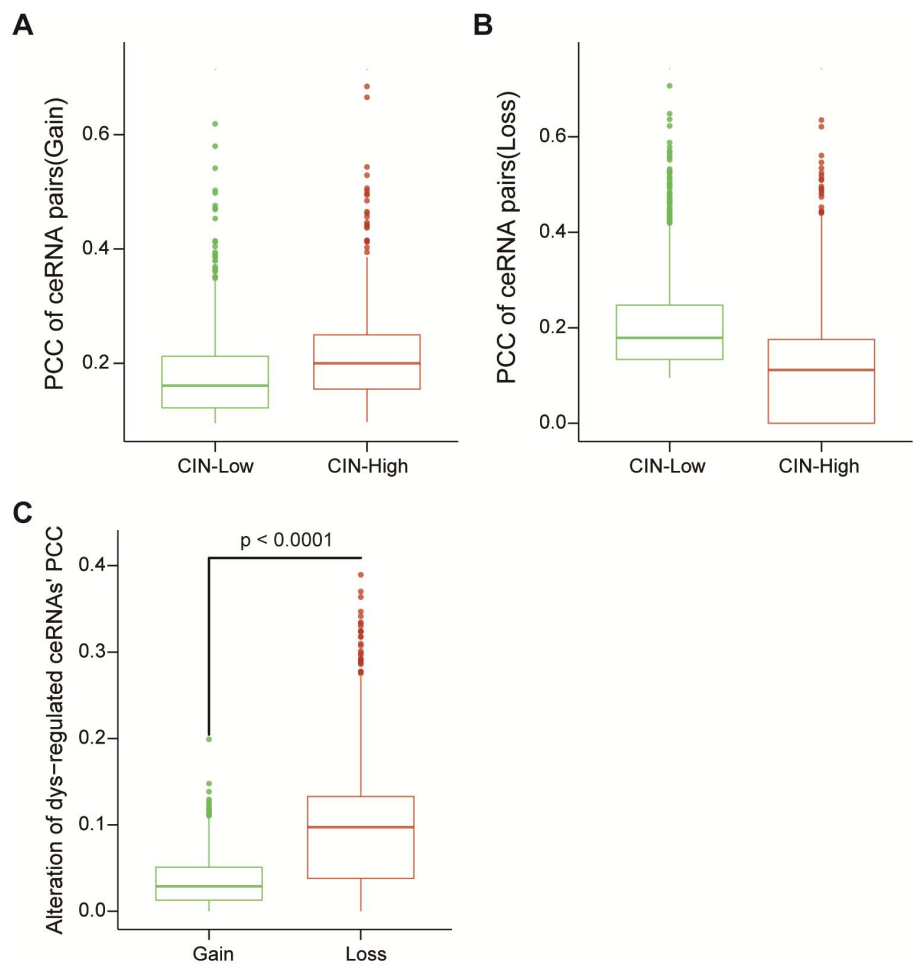 A
PCC of ceRNA pairs(Gain)
0.6
0.4
0.2
CIN-Low
CIN-High
B
PCC of ceRNA pairs(Loss)
0.6
0.4
0.2
0.0
CIN-Low
CIN-High
C
Alteration of dys-regulated ceRNAs' PCC
p < 0.0001
0.4
0.3
0.2
0.1
0.0
Gain
Loss